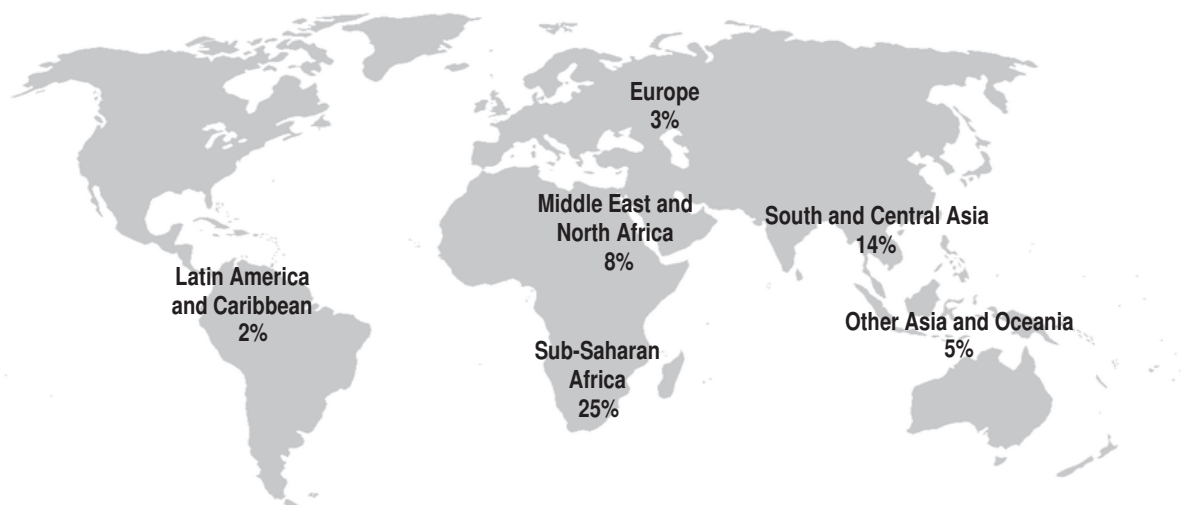 Europe
3%
Middle East and
North Africa
8%
South and Central Asia
14%
Latin America
and Caribbean
2%
Other Asia and Oceania
5%
Sub-Saharan
Africa
25%